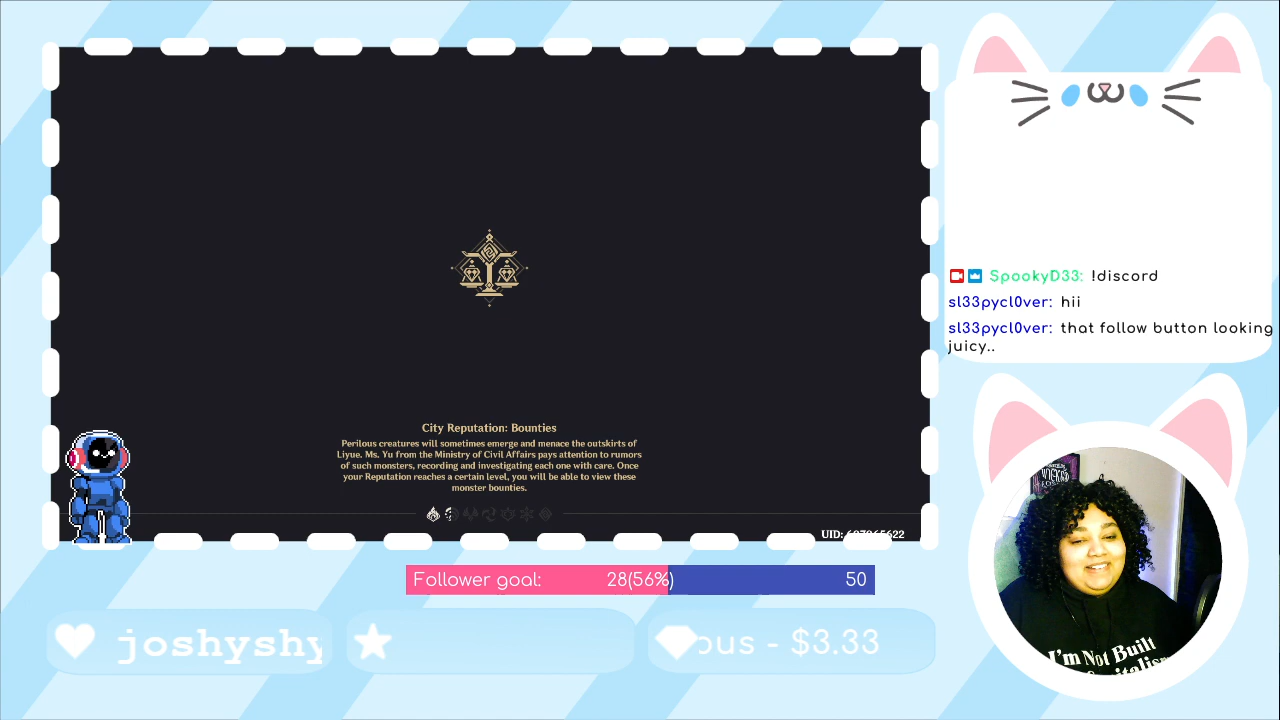 SpookyD33: !discord
sl33pycl0ver: hii
sl33pycl0ver: that follow button looking
juicy..
City Reputation: Bounties
Perilous creatures will sometimes emerge and menace the outskirts of
Liyue. Ms. Yu from the Ministry of Civil Affairs pays attention to rumors
of such monsters, recording and investigating each one with care. Once
your Reputation reaches a certain level, you will be able to view these
monster bounties.
UID:
Follower goal: 28(56%) 50
joshyshy
ous - $3.33
I'm Not Built